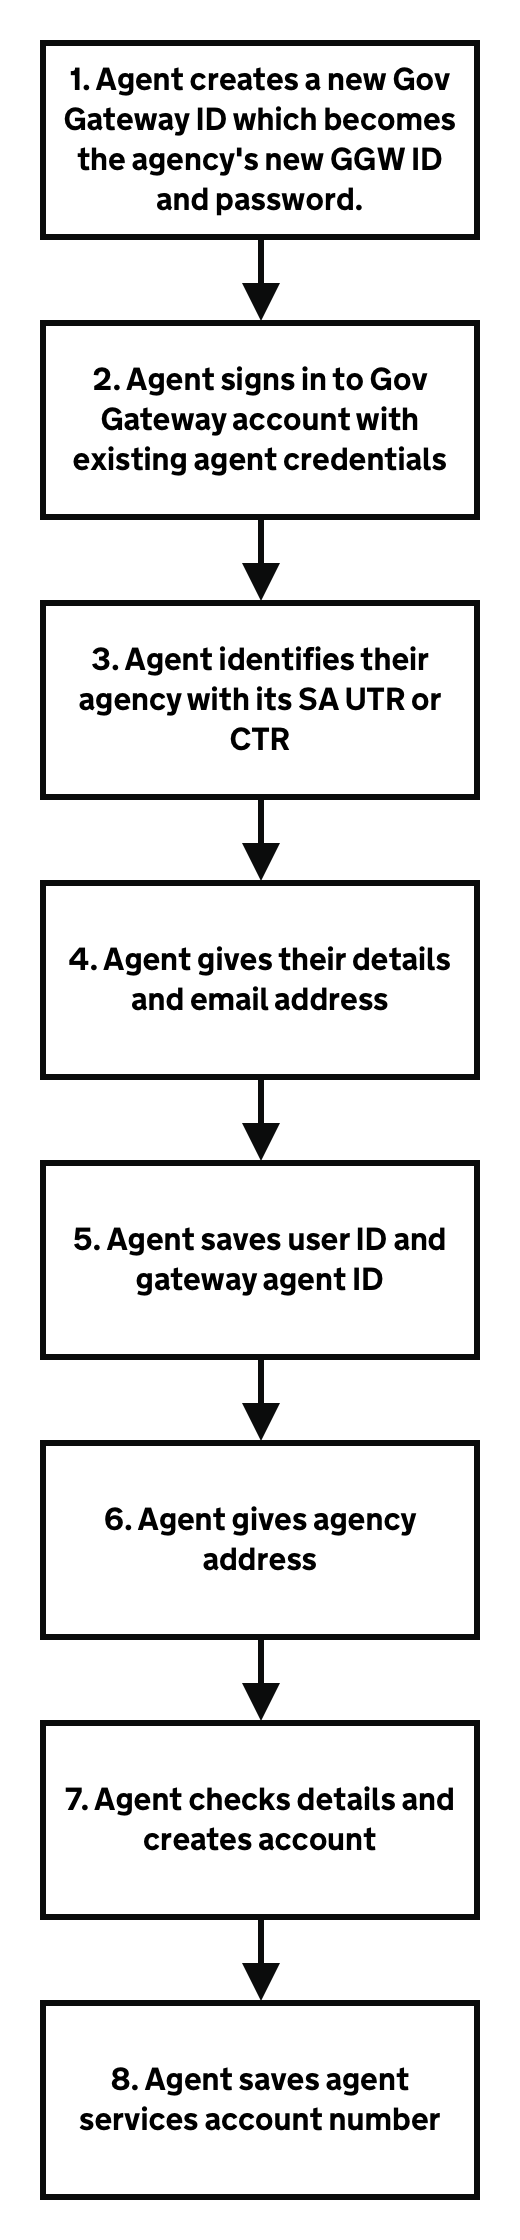 1. Agent creates a new Gov
Gateway ID which becomes
the agency's new GGW ID
and password.
2. Agent signs in to Gov
Gateway account with
existing agent credentials
3. Agent identifies their
agency with its SA UTR or
CTR
4. Agent gives their details
and email address
5. Agent saves user ID and
gateway agent ID
6. Agent gives agency
address
7. Agent checks details and
creates account
8. Agent saves agent
services account number